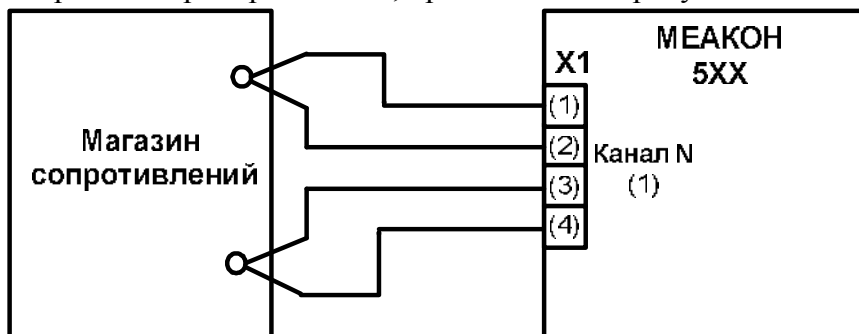 МЕАКОН
5XX
X1
Магазин
сопротивлений
(1)
(2)
(3)
(4)
Канал N
(1)